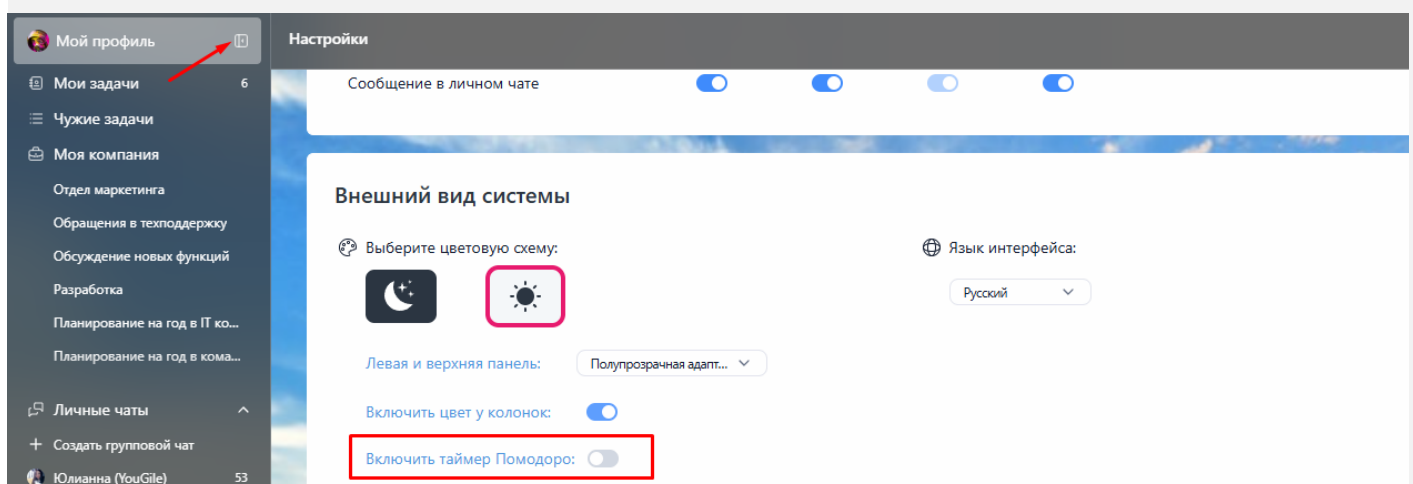 Мой профиль
Мои задачи 6
Чужие задачи
Моя компания
Отдел маркетинга
Обращения в техподдержку
Обсуждение новых функций
Разработка
Планирование на год в IT ко...
Планирование на год в кома...
Личные чаты
Создать групповой чат
Юлианна (YouGile) 53
Настройки
Сообщение в личном чате
Внешний вид системы
Выберите цветовую схему:
Язык интерфейса:
Русский
Левая и верхняя панель: Полупрозрачная адапт...
Включить цвет у колонок:
Включить таймер Помодоро: